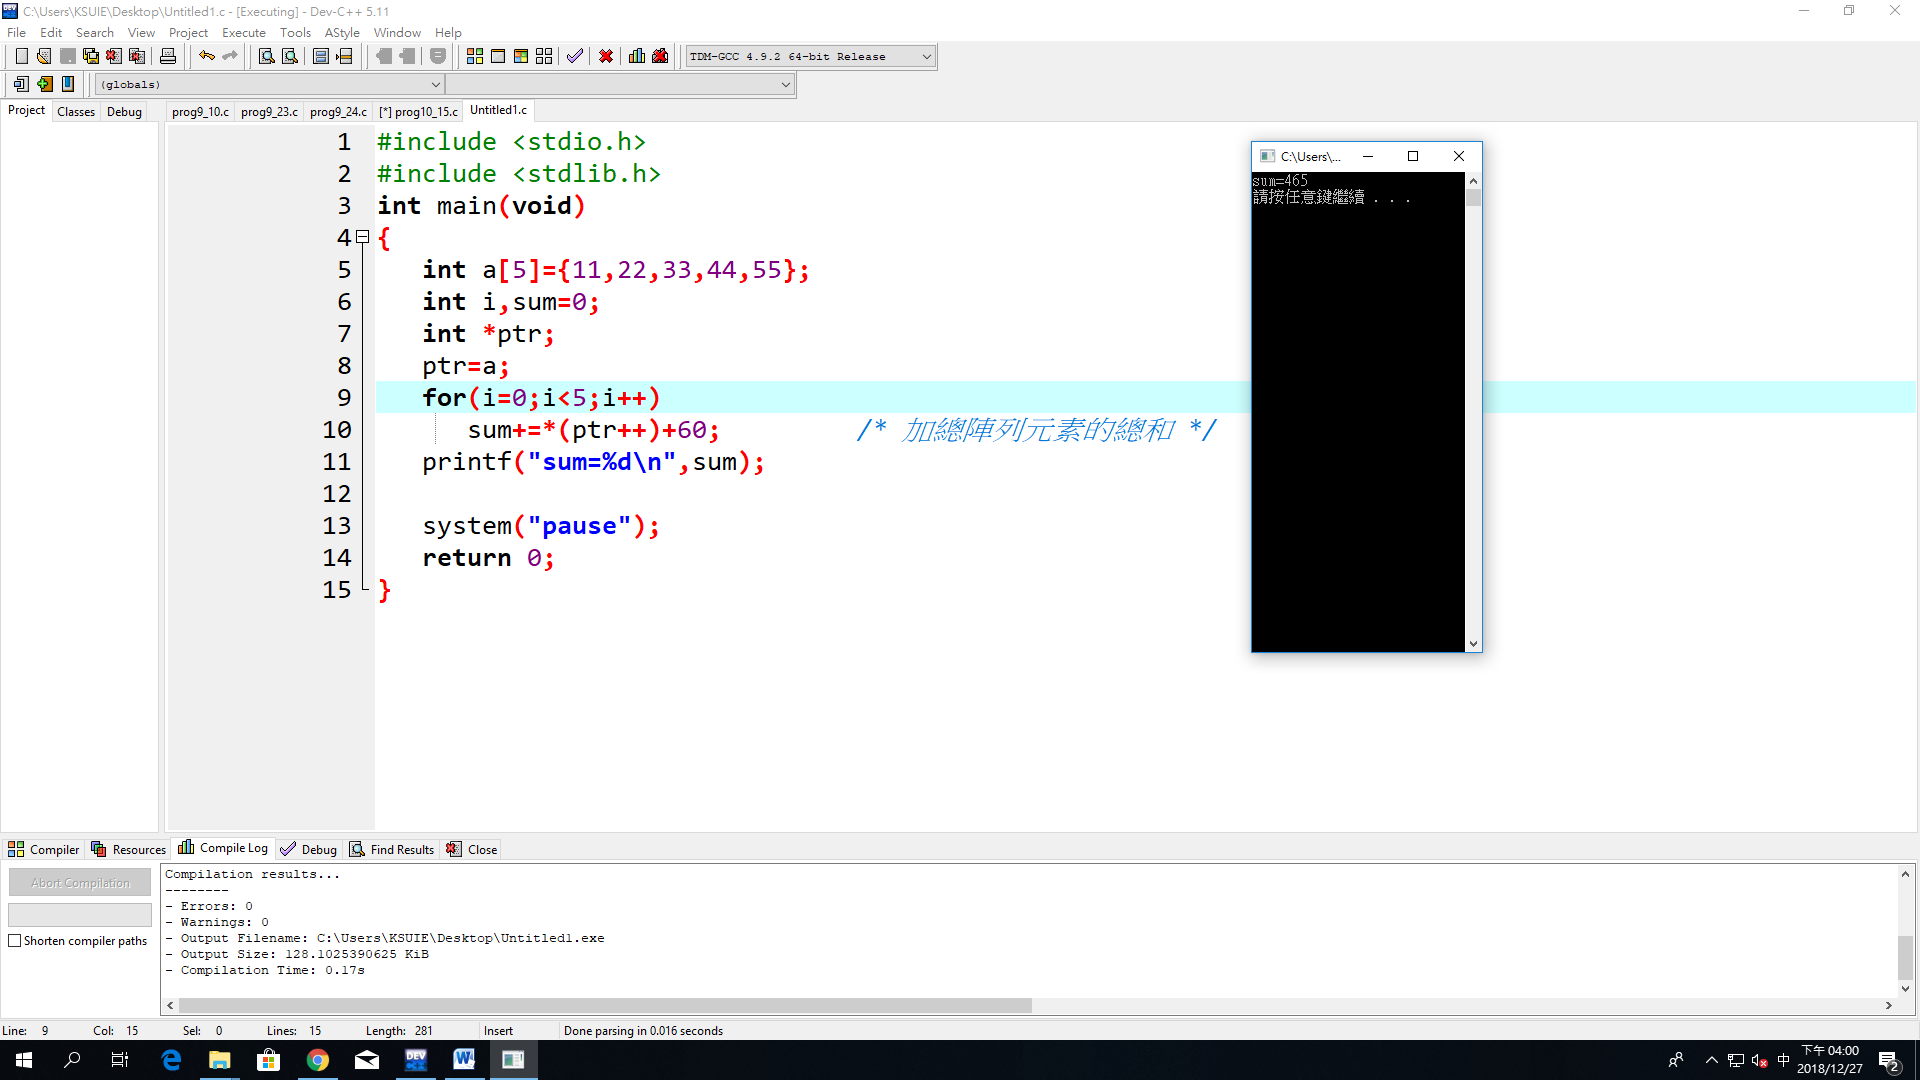 C:\Users\KSUIE\Desktop\Untitled1.c - [Executing] - Dev-C++ 5.11
File Edit Search View Project Execute Tools AStyle Window Help
TDM-GCC 4.9.2 64-bit Release
(globals)
Project Classes Debug
prog9_10.c prog9_23.c prog9_24.c [*] prog10_15.c Untitled1.c
1 #include <stdio.h>
2 #include <stdlib.h>
3 int main(void)
4 {
5 int a[5]={11,22,33,44,55};
6 int i,sum=0;
7 int *ptr;
8 ptr=a;
9 for(i=0;i<5;i++)
10 sum+=*(ptr++)+60; /* 加總陣列元素的總和 */
11 printf("sum=%d\n",sum);
12
13 system("pause");
14 return 0;
15 }
C:\Users\...
sum=465
請按任意鍵繼續 . . .
Compiler Resources Compile Log Debug Find Results Close
Abort Compilation
Shorten compiler paths
Compilation results...
--------
- Errors: 0
- Warnings: 0
- Output Filename: C:\Users\KSUIE\Desktop\Untitled1.exe
- Output Size: 128.1025390625 KiB
- Compilation Time: 0.17s
Line: 9 Col: 15 Sel: 0 Lines: 15 Length: 281 Insert Done parsing in 0.016 seconds
DEV
中
下午 04:00
2018/12/27
2